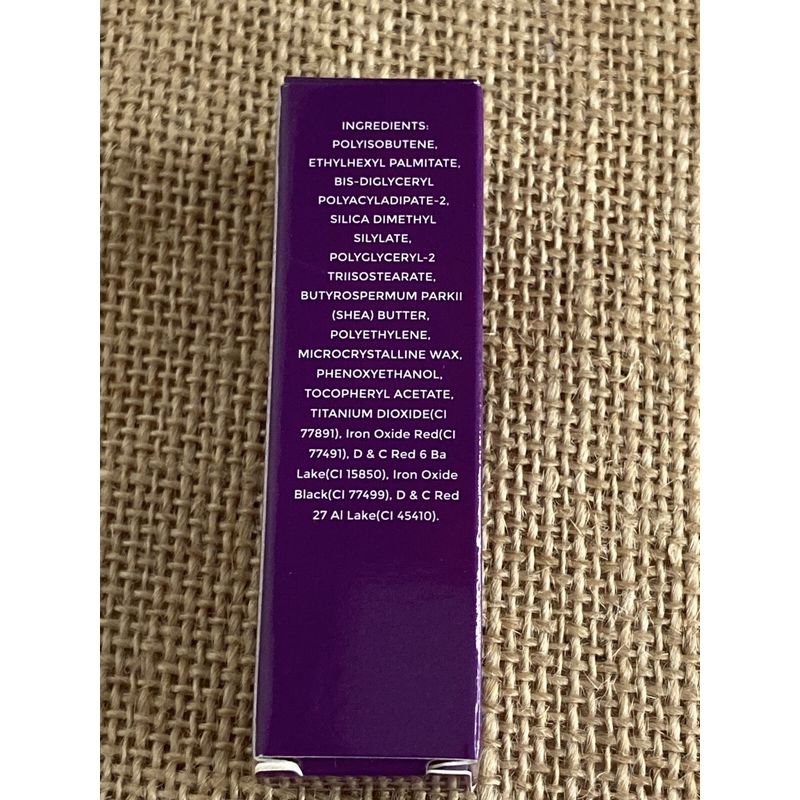 INGREDIENTS:
POLYISOBUTENE,
ETHYLHEXYL PALMITATE,
BIS-DIGLYCERYL
POLYACYLADIPATE-2,
SILICA DIMETHYL
SILYLATE,
POLYGLYCERYL-2
TRIISOSTEARATE,
BUTYROSPERMUM PARKII
(SHEA) BUTTER,
POLYETHYLENE,
MICROCRYSTALLINE WAX,
PHENOXYETHANOL,
TOCOPHERYL ACETATE,
TITANIUM DIOXIDE(CI
77891), Iron Oxide Red(CI
77491), D & C Red 6 Ba
Lake(CI 15850), Iron Oxide
Black(CI 77499), D & C Red
27 Al Lake(CI 45410).